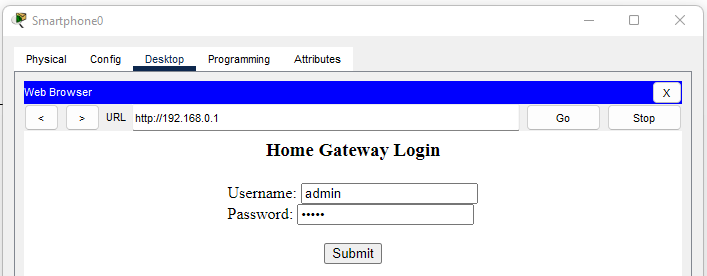 Smartphone0
Physical Config Desktop Programming Attributes
Web Browser X
< > URL http://192.168.0.1 Go Stop
Home Gateway Login
Username: admin
Password: •••••
Submit